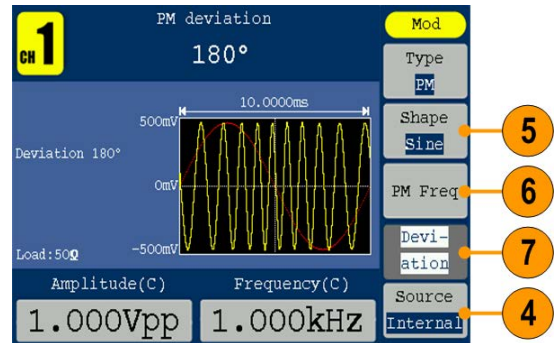 CH 1
PM deviation
180°
Mod
Type
PM
10.0000ms
500mV
Shape
Sine
5
Deviation 180°
0mV
PM Freq
6
Devi-
ation
7
Load:50Ω
-500mV
Amplitude(C)
Frequency(C)
Source
Internal
4
1.000Vpp
1.000kHz